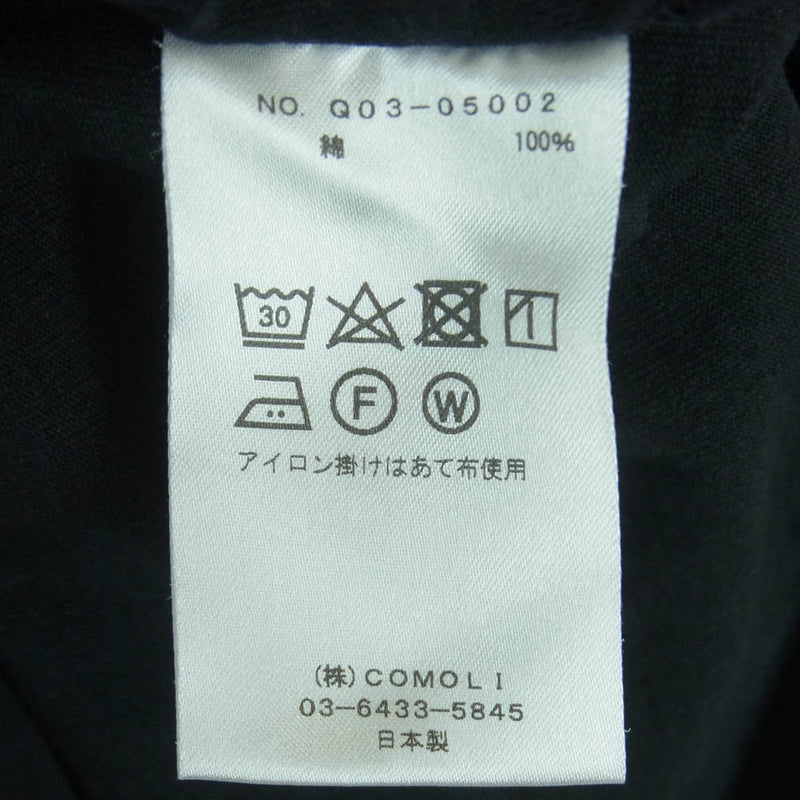 NO. Q03-05002
綿 100%
30
F W
アイロン掛けはあて布使用
(株)COMOLI
03-6433-5845
日本製